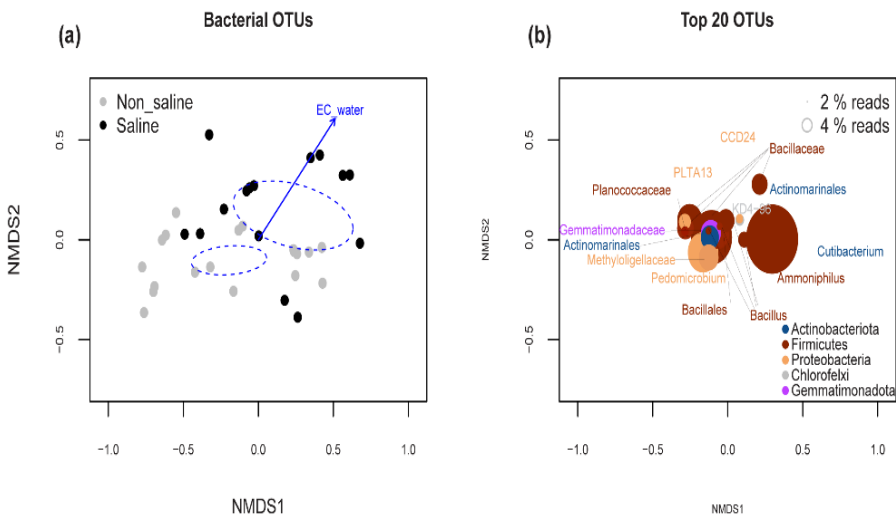 (a)
Bacterial OTUs
Non_saline
Saline
EC_water
NMDS2
0.5
0.0
−0.5
−1.0
−0.5
0.0
0.5
1.0
NMDS1
(b)
Top 20 OTUs
2 % reads
4 % reads
CCD24
Bacillaceae
PLTA13
Planococcaceae
Actinomarinales
KD4−96
Gemmatimonadaceae
Actinomarinales
Cutibacterium
Methyloligellaceae
Pedomicrobium
Ammoniphilus
Bacillales
Bacillus
Actinobacteriota
Firmicutes
Proteobacteria
Chlorofelxi
Gemmatimonadota
NMDS2
0.5
0.0
−0.5
−1.0
−0.5
0.0
0.5
1.0
NMDS1